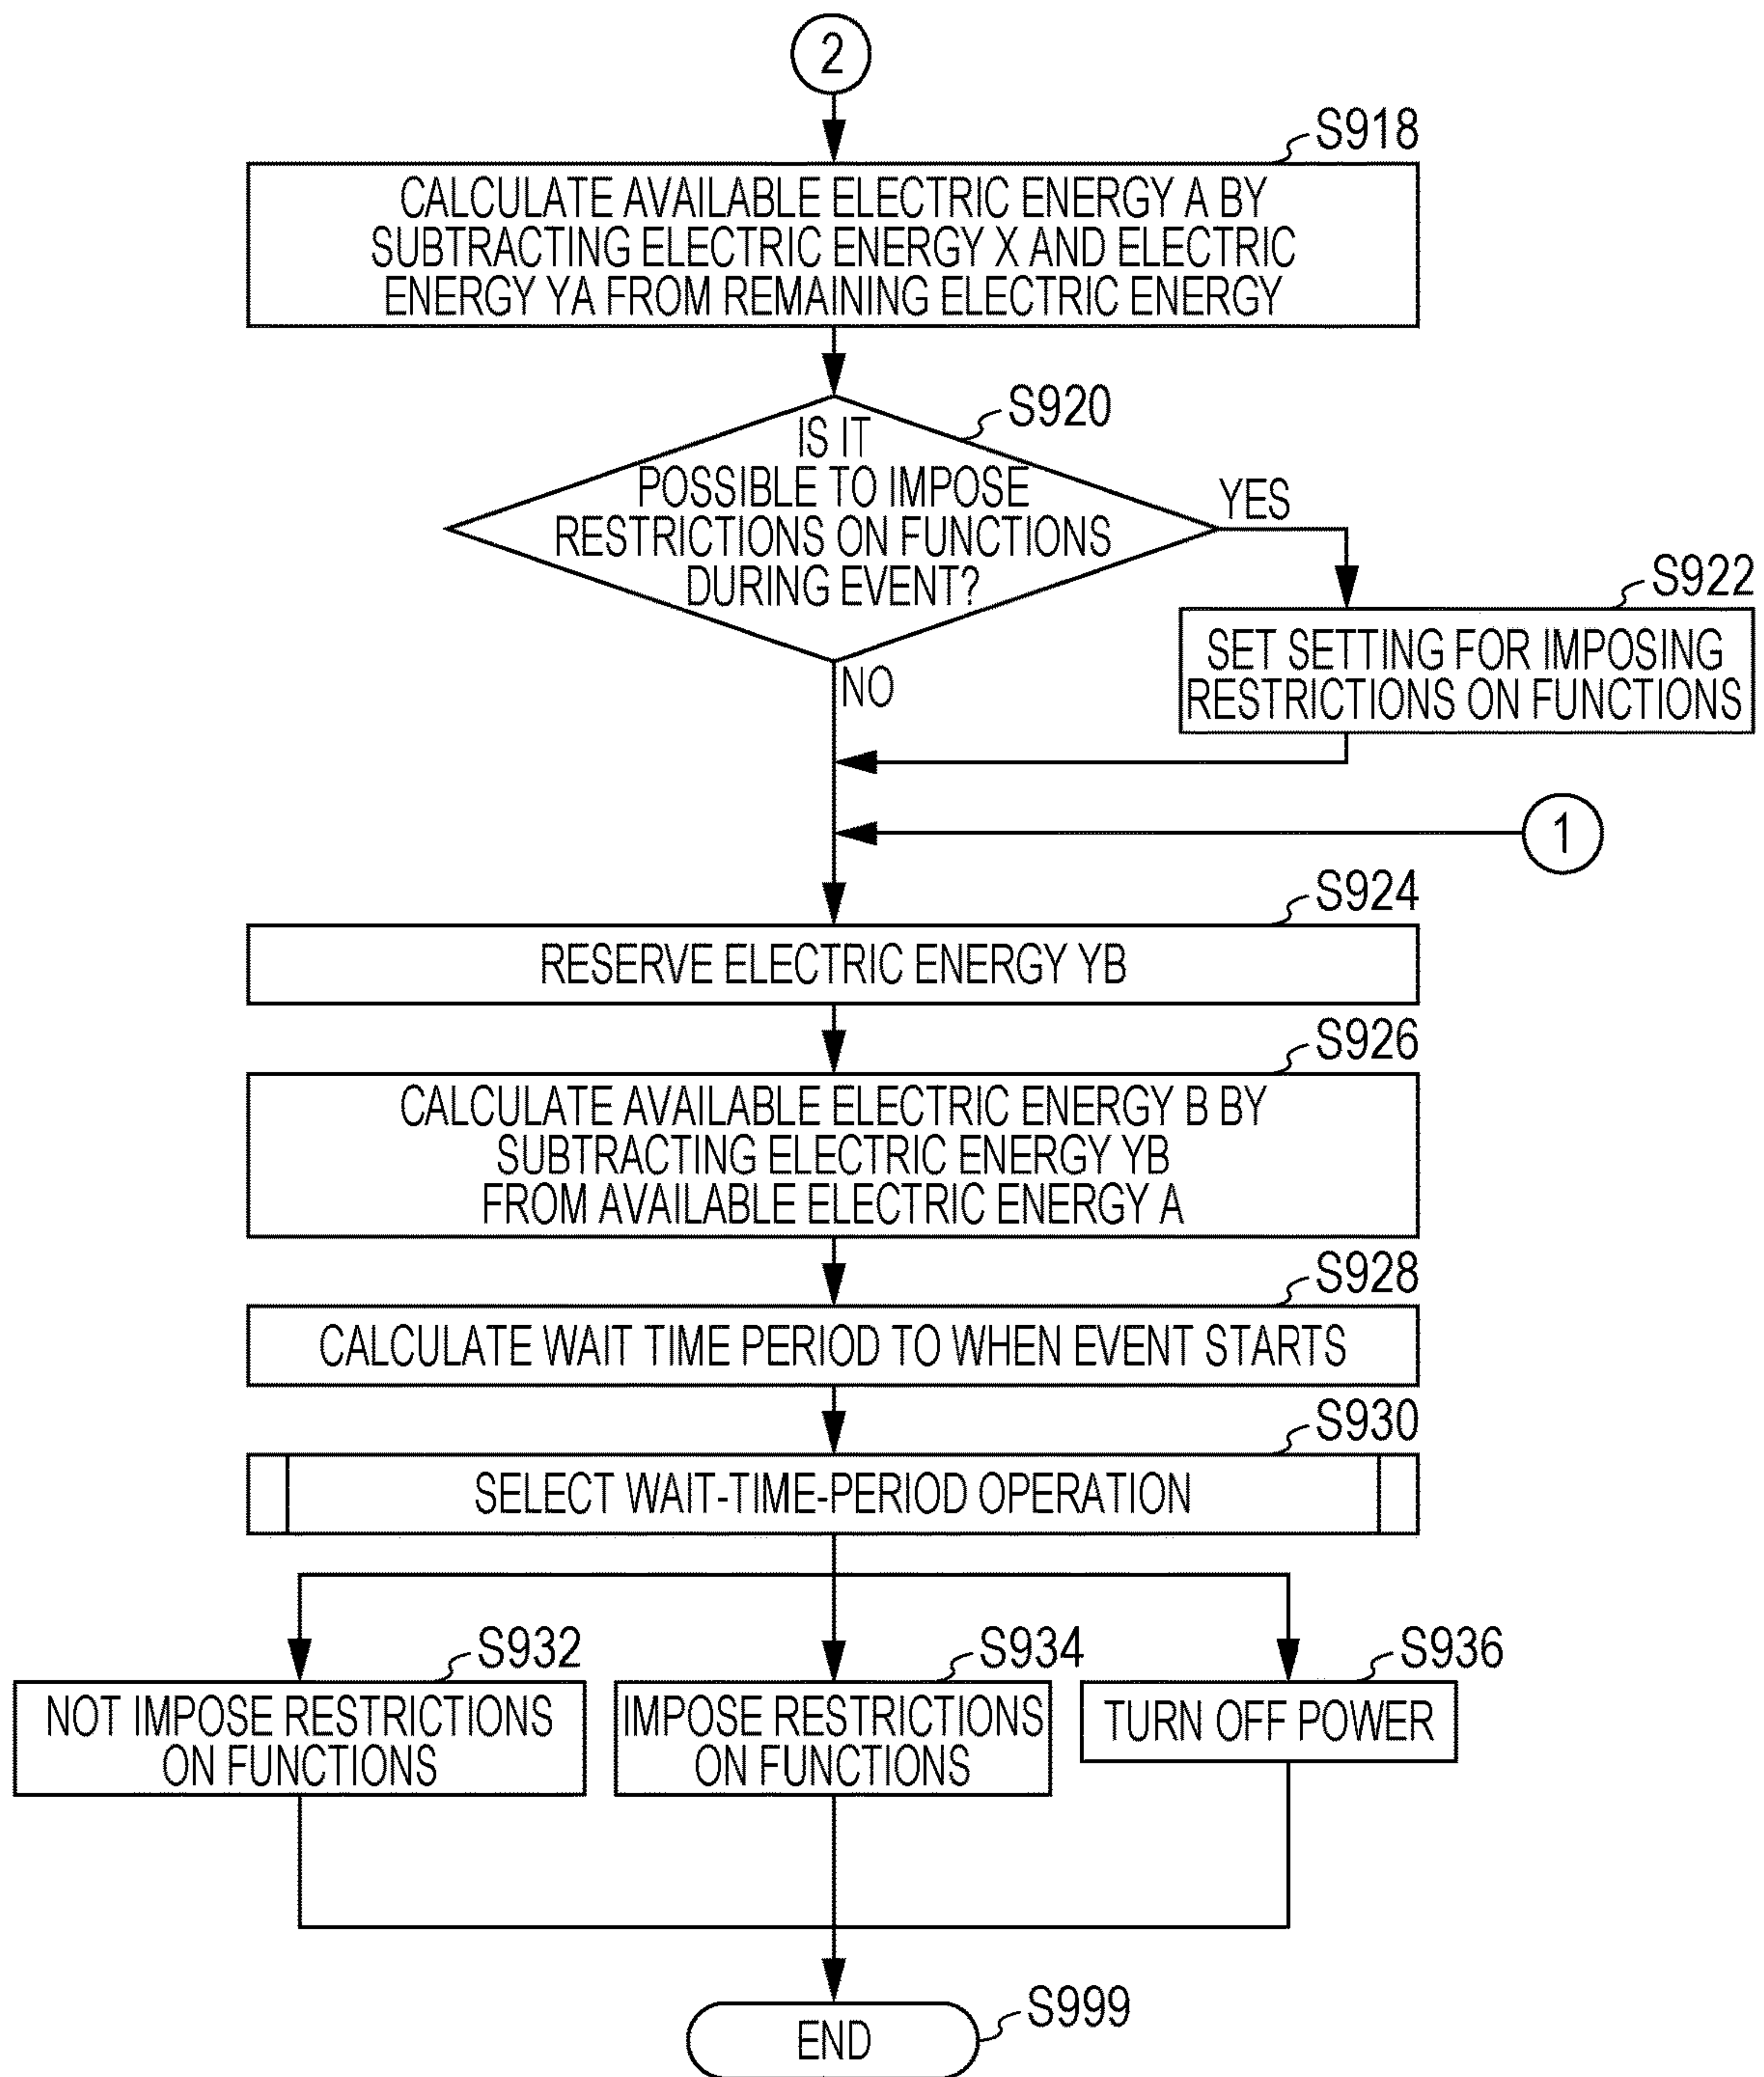 2
S918
CALCULATE AVAILABLE ELECTRIC ENERGY A BY
SUBTRACTING ELECTRIC ENERGY X AND ELECTRIC
ENERGY YA FROM REMAINING ELECTRIC ENERGY
S920
IS IT
POSSIBLE TO IMPOSE
RESTRICTIONS ON FUNCTIONS
DURING EVENT?
YES
S922
SET SETTING FOR IMPOSING
RESTRICTIONS ON FUNCTIONS
NO
1
S924
RESERVE ELECTRIC ENERGY YB
S926
CALCULATE AVAILABLE ELECTRIC ENERGY B BY
SUBTRACTING ELECTRIC ENERGY YB
FROM AVAILABLE ELECTRIC ENERGY A
S928
CALCULATE WAIT TIME PERIOD TO WHEN EVENT STARTS
S930
SELECT WAIT-TIME-PERIOD OPERATION
S932
NOT IMPOSE RESTRICTIONS
ON FUNCTIONS
S934
IMPOSE RESTRICTIONS
ON FUNCTIONS
S936
TURN OFF POWER
S999
END